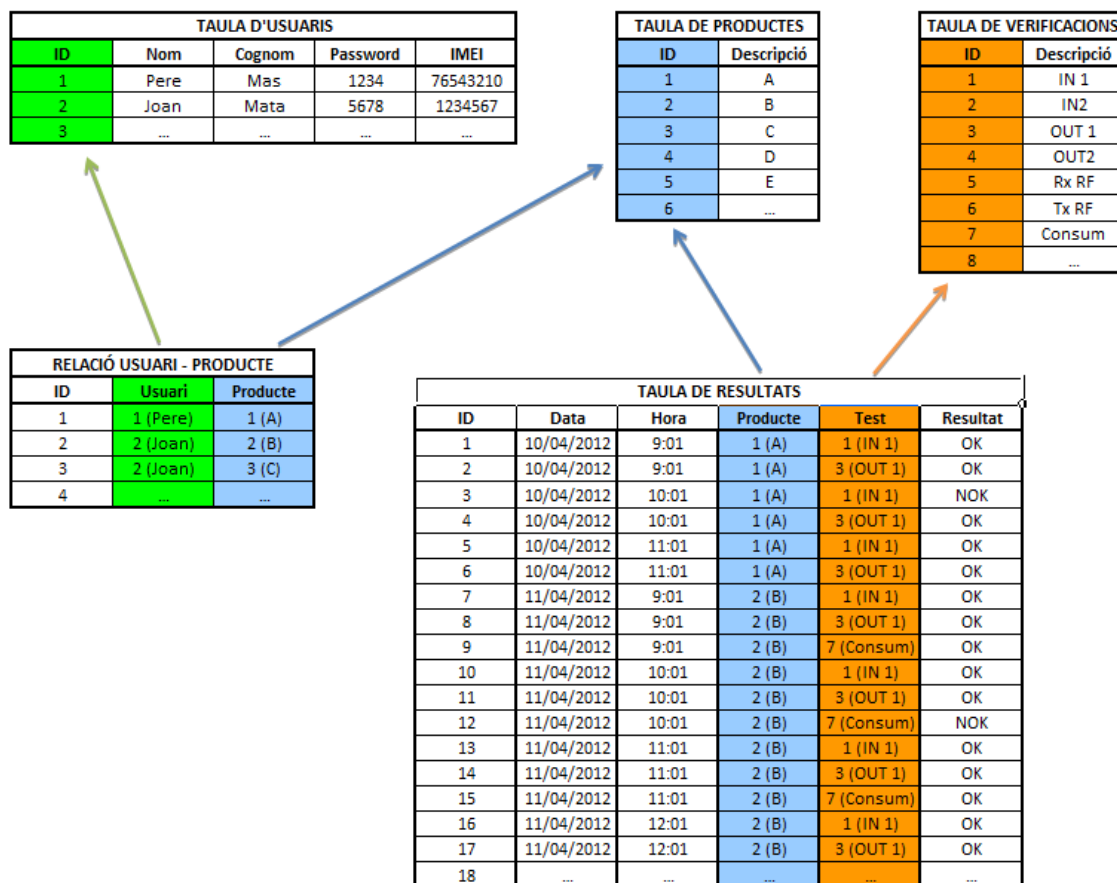 TAULA D'USUARIS
ID Nom Cognom Password IMEI
1 Pere Mas 1234 76543210
2 Joan Mata 5678 1234567
3 ... ... ... ...
TAULA DE PRODUCTES
ID Descripció
1 A
2 B
3 C
4 D
5 E
6 ...
TAULA DE VERIFICACIONS
ID Descripció
1 IN 1
2 IN2
3 OUT 1
4 OUT2
5 Rx RF
6 Tx RF
7 Consum
8 ...
RELACIÓ USUARI - PRODUCTE
ID Usuari Producte
1 1 (Pere) 1 (A)
2 2 (Joan) 2 (B)
3 2 (Joan) 3 (C)
4 ... ...
TAULA DE RESULTATS
ID Data Hora Producte Test Resultat
1 10/04/2012 9:01 1 (A) 1 (IN 1) OK
2 10/04/2012 9:01 1 (A) 3 (OUT 1) OK
3 10/04/2012 10:01 1 (A) 1 (IN 1) NOK
4 10/04/2012 10:01 1 (A) 3 (OUT 1) OK
5 10/04/2012 11:01 1 (A) 1 (IN 1) OK
6 10/04/2012 11:01 1 (A) 3 (OUT 1) OK
7 11/04/2012 9:01 2 (B) 1 (IN 1) OK
8 11/04/2012 9:01 2 (B) 3 (OUT 1) OK
9 11/04/2012 9:01 2 (B) 7 (Consum) OK
10 11/04/2012 10:01 2 (B) 1 (IN 1) OK
11 11/04/2012 10:01 2 (B) 3 (OUT 1) OK
12 11/04/2012 10:01 2 (B) 7 (Consum) NOK
13 11/04/2012 11:01 2 (B) 1 (IN 1) OK
14 11/04/2012 11:01 2 (B) 3 (OUT 1) OK
15 11/04/2012 11:01 2 (B) 7 (Consum) OK
16 11/04/2012 12:01 2 (B) 1 (IN 1) OK
17 11/04/2012 12:01 2 (B) 3 (OUT 1) OK
18 ... ... ... ... ...